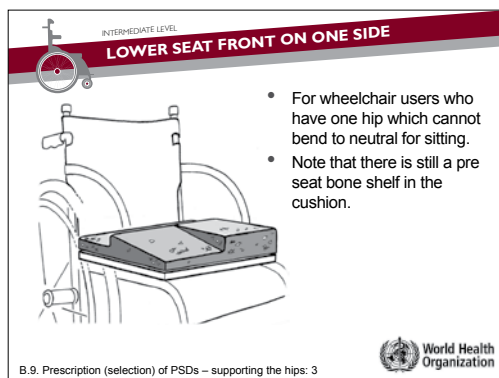 INTERMEDIATE LEVEL
LOWER SEAT FRONT ON ONE SIDE
• For wheelchair users who
have one hip which cannot
bend to neutral for sitting.
• Note that there is still a pre
seat bone shelf in the
cushion.
World Health
Organization
B.9. Prescription (selection) of PSDs – supporting the hips: 3